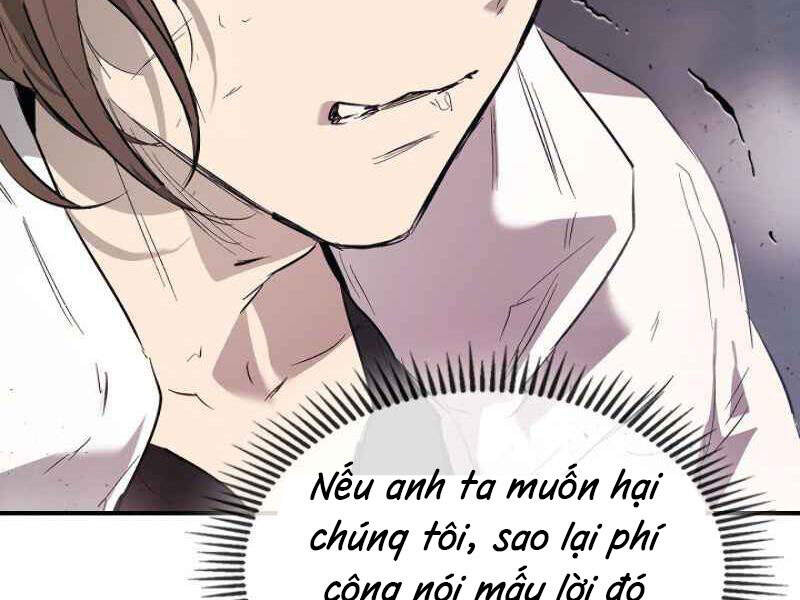 Nếu anh ta muốn hại
chúng tôi, sao lại phí
công nói mấy lời đó